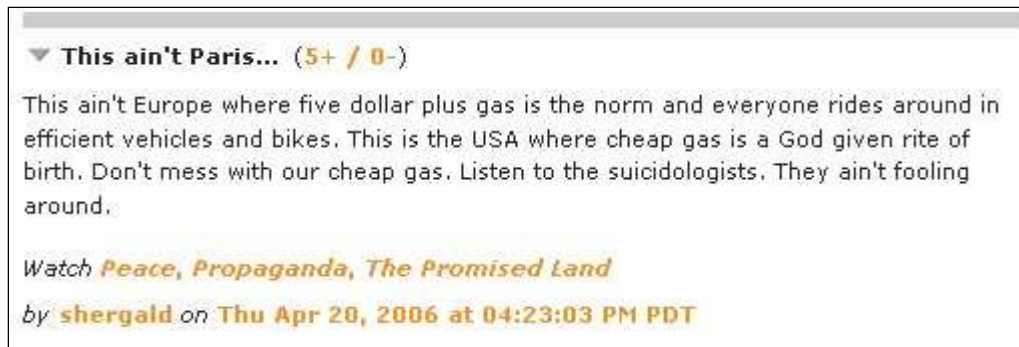 This ain't Paris... (5+ / 0-)
This ain't Europe where five dollar plus gas is the norm and everyone rides around in
efficient vehicles and bikes. This is the USA where cheap gas is a God given rite of
birth. Don't mess with our cheap gas. Listen to the suicidologists. They ain't fooling
around.
Watch Peace, Propaganda, The Promised Land
by shergald on Thu Apr 20, 2006 at 04:23:03 PM PDT